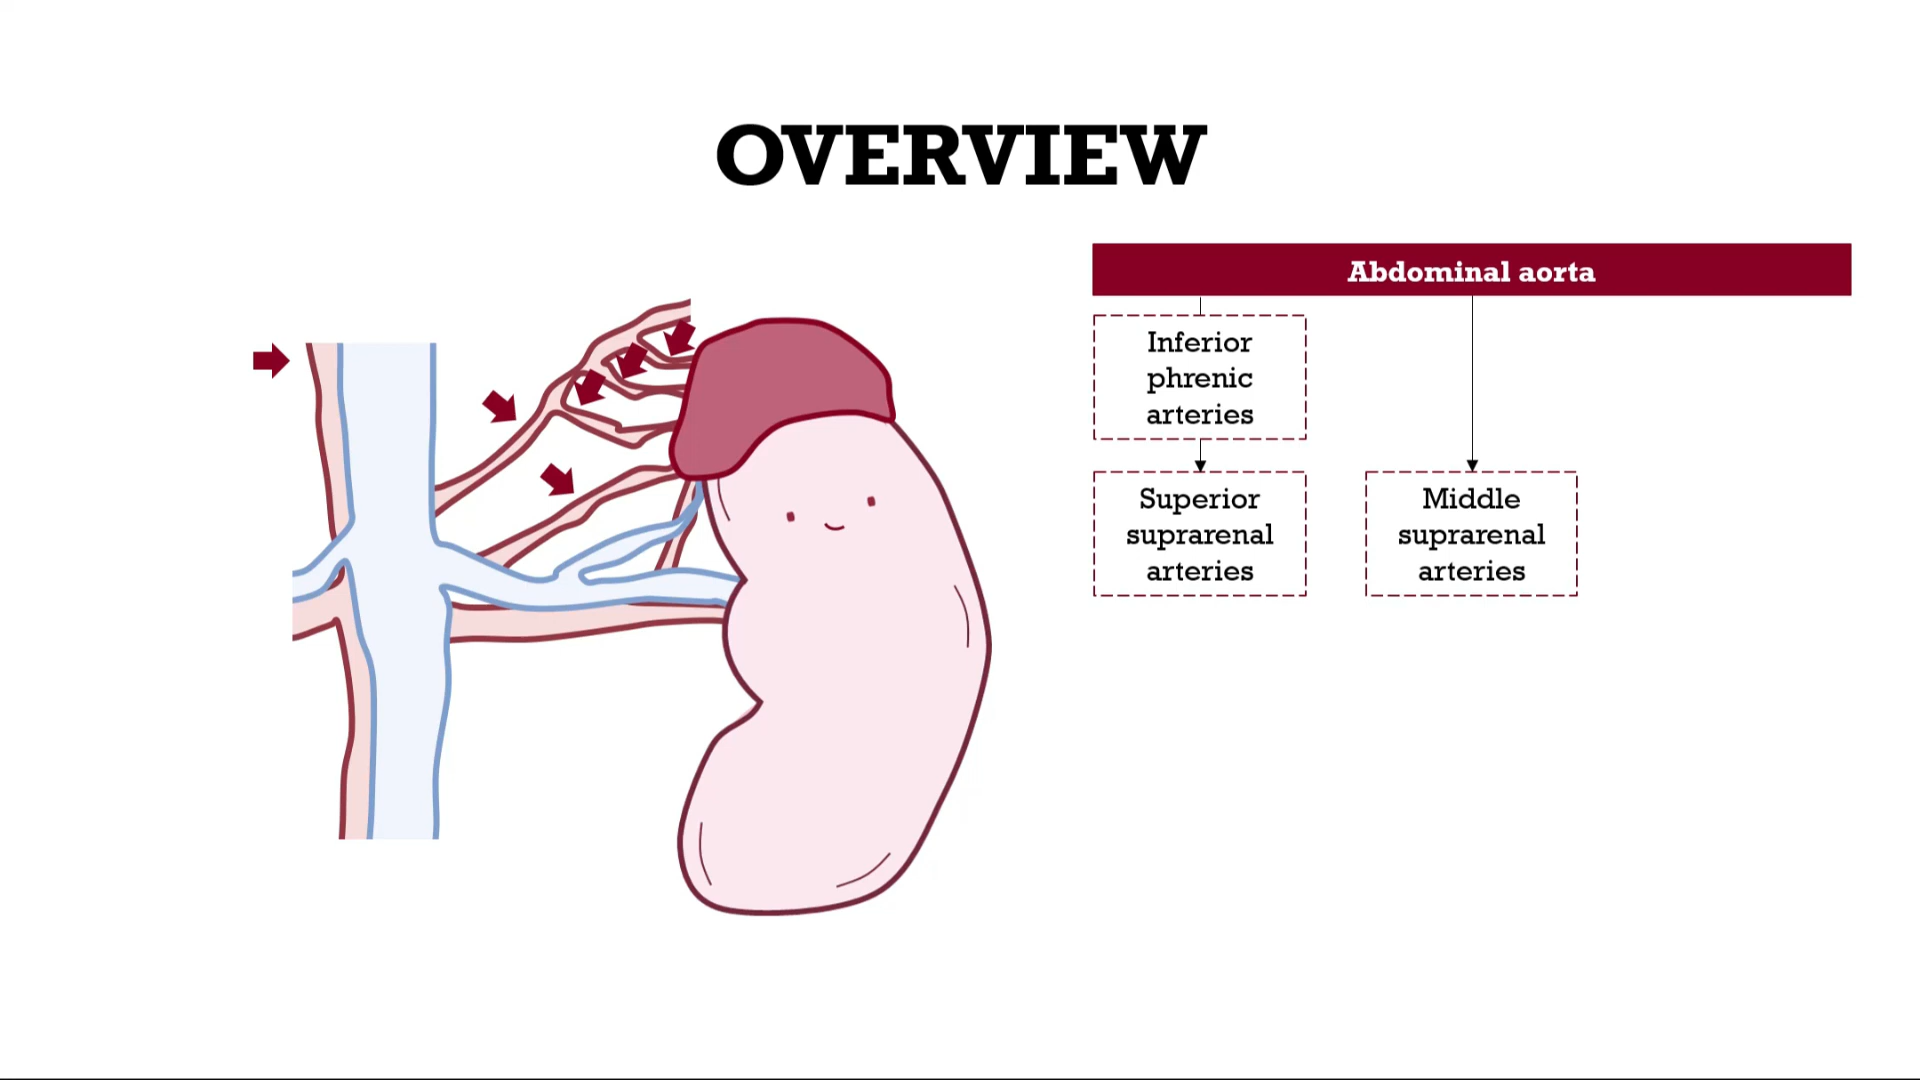 OVERVIEW
Abdominal aorta
Inferior
phrenic
arteries
Superior
suprarenal
arteries
Middle
suprarenal
arteries